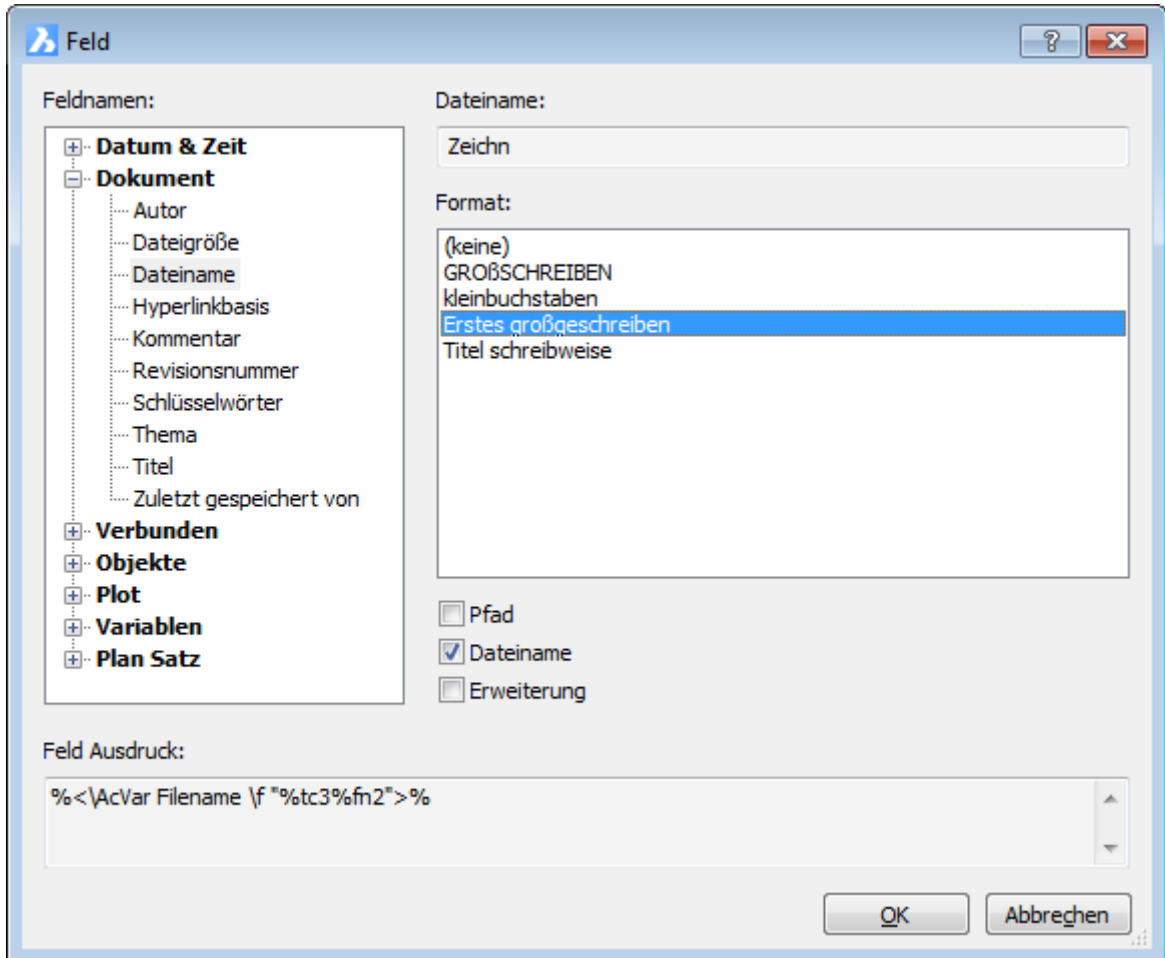 Feld
Feldnamen:
Datum & Zeit
Dokument
Autor
Dateigröße
Dateiname
Hyperlinkbasis
Kommentar
Revisionsnummer
Schlüsselwörter
Thema
Titel
Zuletzt gespeichert von
Verbunden
Objekte
Plot
Variablen
Plan Satz
Dateiname:
Zeichn
Format:
(keine)
GROßSCHREIBEN
kleinbuchstaben
Erstes großgeschreiben
Titel schreibweise
Pfad
Dateiname
Erweiterung
Feld Ausdruck:
%<\AcVar Filename \f "%tc3%fn2">%
OK
Abbrechen